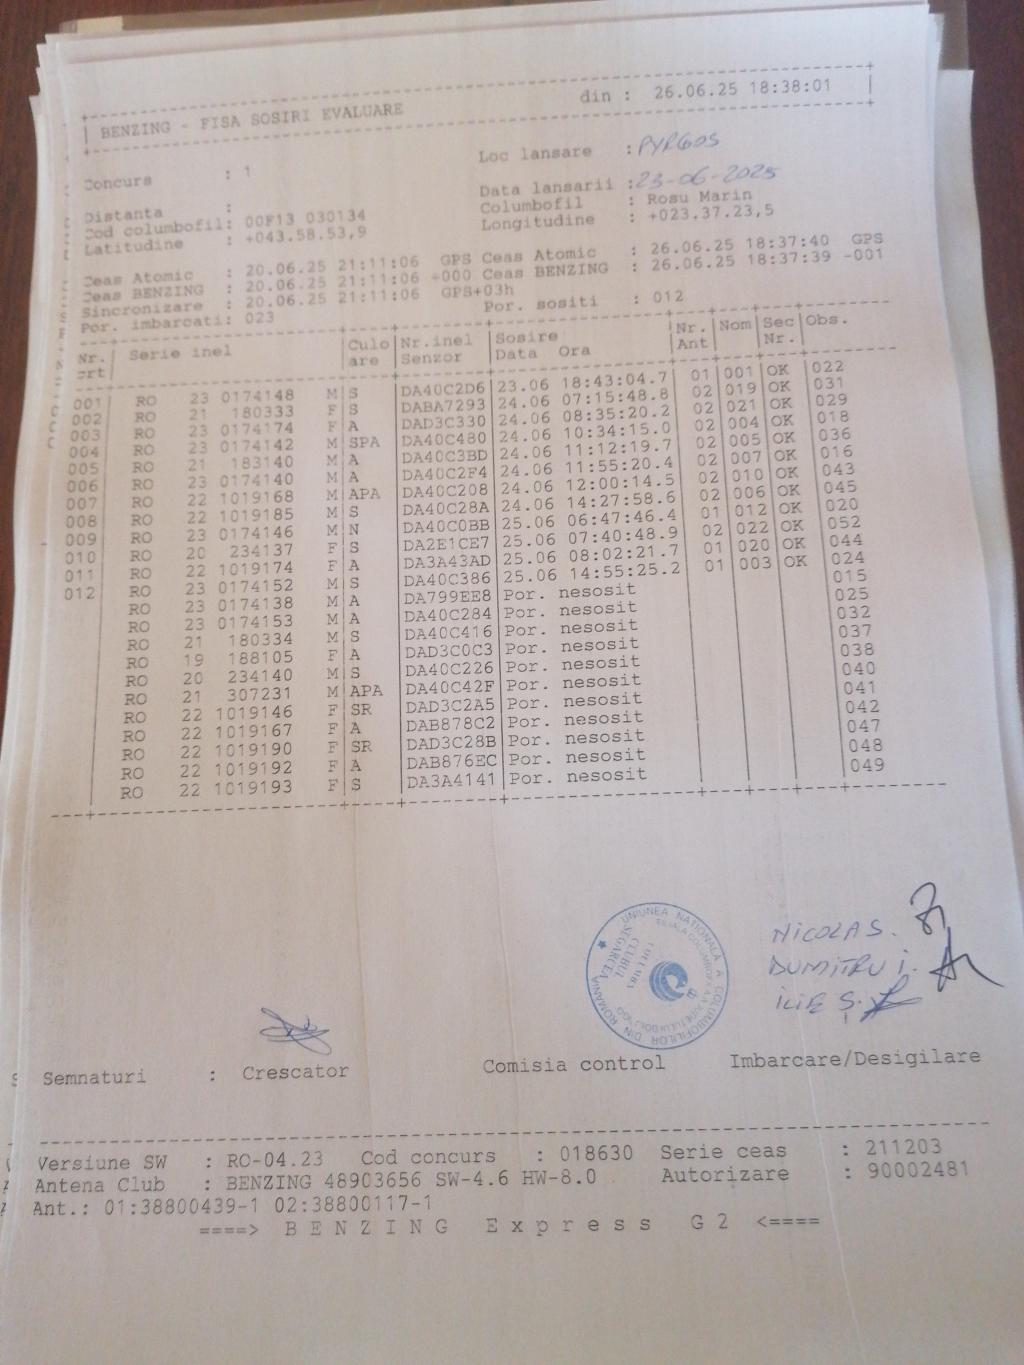 BENZING - FISA SOSIRI EVALUARE din : 26.06.25 18:38:01
Concurs : 1 Loc lansare : PYRGOS
Distanta : Data lansarii : 23-06-2025
Cod columbofil: 00F13 030134 Columbofil : Rosu Marin
Latitudine : +043.58.53,9 Longitudine : +023.37.23,5
Ceas Atomic : 20.06.25 21:11:06 GPS Ceas Atomic : 26.06.25 18:37:40 GPS
Ceas BENZING : 20.06.25 21:11:06 +000 Ceas BENZING : 26.06.25 18:37:39 -001
Sincronizare : 20.06.25 21:11:06 GPS+03h
Por. imbarcati: 023 Por. sositi : 012
Nr. Serie inel Culo Nr.inel Sosire Nr. Nom Sec Obs.
crt are Senzor Data Ora Ant Nr.
001 RO 23 0174148 M S DA40C2D6 23.06 18:43:04.7 01 001 OK 022
002 RO 21 180333 F S DABA7293 24.06 07:15:48.8 02 019 OK 031
003 RO 23 0174174 F A DAD3C330 24.06 08:35:20.2 02 021 OK 029
004 RO 23 0174142 M SPA DA40C480 24.06 10:34:15.0 02 004 OK 018
005 RO 21 183140 M A DA40C3BD 24.06 11:12:19.7 02 005 OK 036
006 RO 23 0174140 M A DA40C2F4 24.06 11:55:20.4 02 007 OK 016
007 RO 22 1019168 M APA DA40C208 24.06 12:00:14.5 02 010 OK 043
008 RO 22 1019185 M S DA40C28A 24.06 14:27:58.6 02 006 OK 045
009 RO 23 0174146 M N DA40C0BB 25.06 06:47:46.4 01 012 OK 020
010 RO 20 234137 F S DA2E1CE7 25.06 07:40:48.9 02 022 OK 052
011 RO 22 1019174 F A DA3A43AD 25.06 08:02:21.7 01 020 OK 044
012 RO 23 0174152 M S DA40C386 25.06 14:55:25.2 01 003 OK 024
RO 23 0174138 M A DA799EE8 Por. nesosit 015
RO 23 0174153 M A DA40C284 Por. nesosit 025
RO 21 180334 M S DA40C416 Por. nesosit 032
RO 19 188105 F A DAD3C0C3 Por. nesosit 037
RO 20 234140 M S DA40C226 Por. nesosit 038
RO 21 307231 M APA DA40C42F Por. nesosit 040
RO 22 1019146 F SR DAD3C2A5 Por. nesosit 041
RO 22 1019167 F A DAB878C2 Por. nesosit 042
RO 22 1019190 F SR DAD3C28B Por. nesosit 047
RO 22 1019192 F A DAB876EC Por. nesosit 048
RO 22 1019193 F S DA3A4141 Por. nesosit 049
UNIUNEA NATIONALA A COLUMBOFILILOR DIN ROMANIA
CLUBUL
SEGARCEA
NICOLA S.
DUMITRU I.
ILIE Ș.
Semnaturi : Crescator Comisia control Imbarcare/Desigilare
Versiune SW : RO-04.23 Cod concurs : 018630 Serie ceas : 211203
Antena Club : BENZING 48903656 SW-4.6 HW-8.0 Autorizare : 90002481
Ant.: 01:38800439-1 02:38800117-1
====> B E N Z I N G E x p r e s s G 2 <====